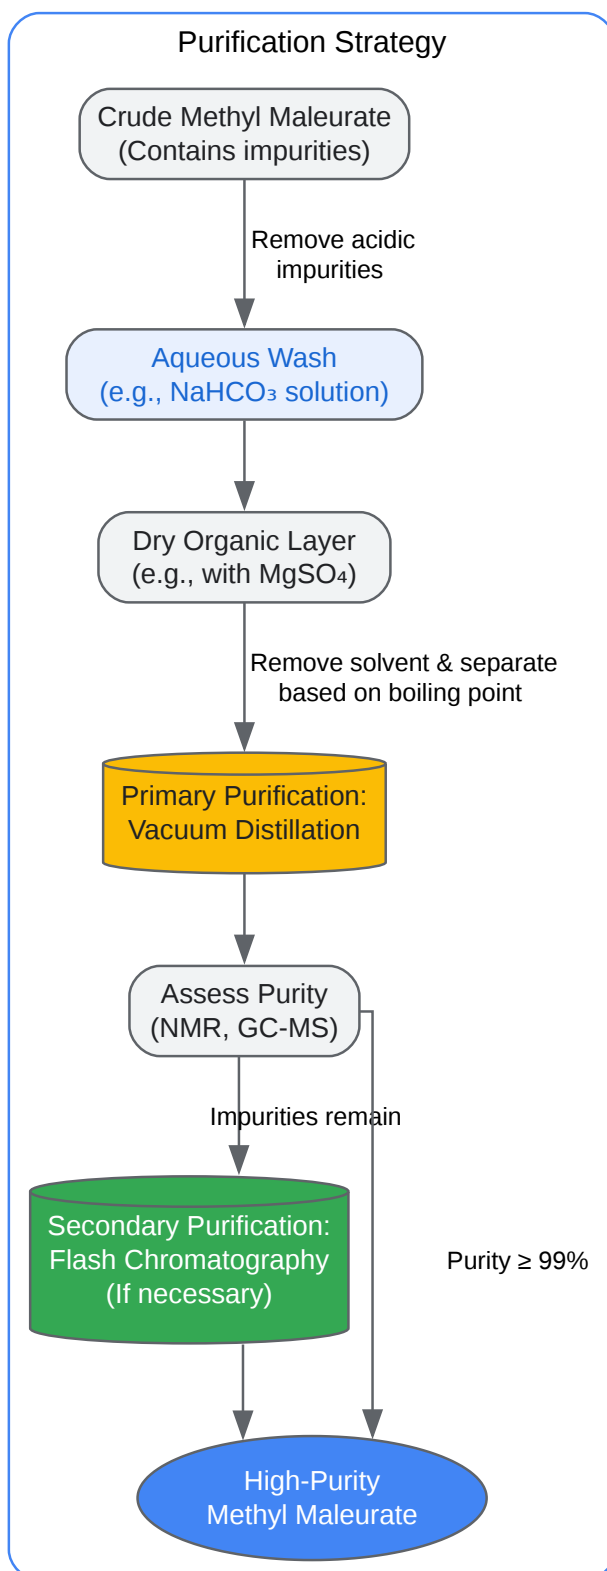 Purification Strategy
Crude Methyl Maleurate
(Contains impurities)
Remove acidic
impurities
Aqueous Wash
(e.g., NaHCO₃ solution)
Dry Organic Layer
(e.g., with MgSO₄)
Remove solvent & separate
based on boiling point
Primary Purification:
Vacuum Distillation
Assess Purity
(NMR, GC-MS)
Impurities remain
Secondary Purification:
Flash Chromatography
(If necessary)
Purity ≥ 99%
High-Purity
Methyl Maleurate